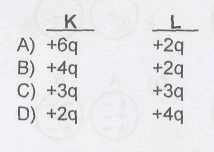 K L
A) +6q +2q
B) +4q +2q
C) +3q +3q
D) +2q +4q